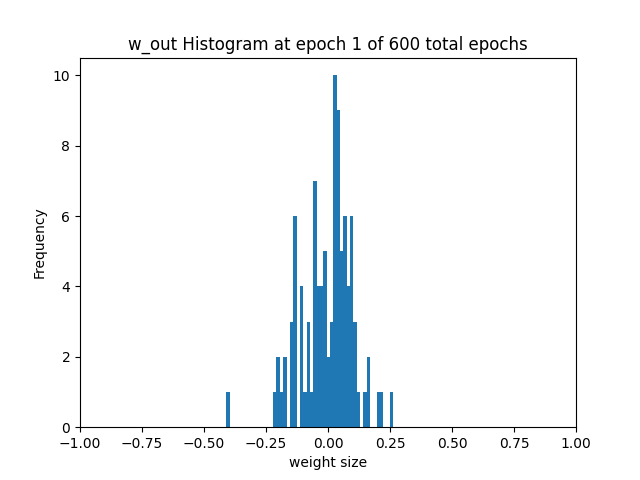 w_out Histogram at epoch 1 of 600 total epochs
10
8
6
4
2
0
Frequency
−1.00 −0.75 −0.50 −0.25 0.00 0.25 0.50 0.75 1.00
weight size